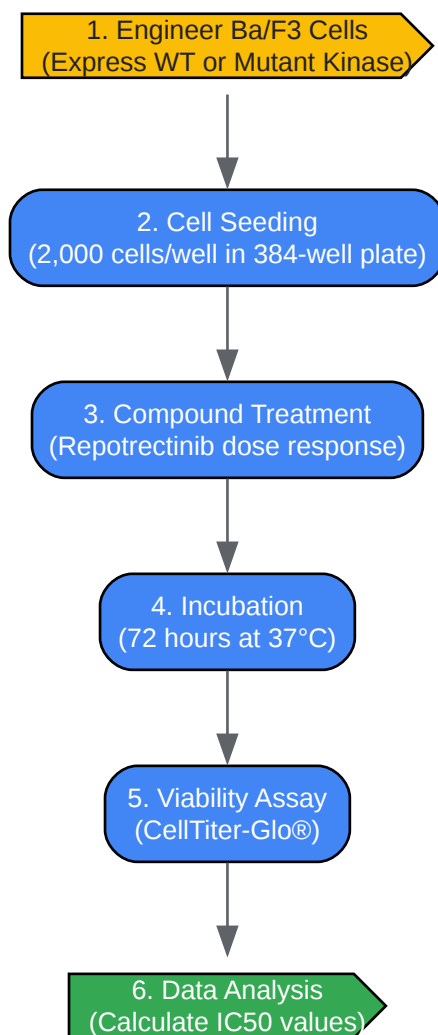 1. Engineer Ba/F3 Cells
(Express WT or Mutant Kinase)
2. Cell Seeding
(2,000 cells/well in 384-well plate)
3. Compound Treatment
(Repotrectinib dose response)
4. Incubation
(72 hours at 37°C)
5. Viability Assay
(CellTiter-Glo®)
6. Data Analysis
(Calculate IC50 values)